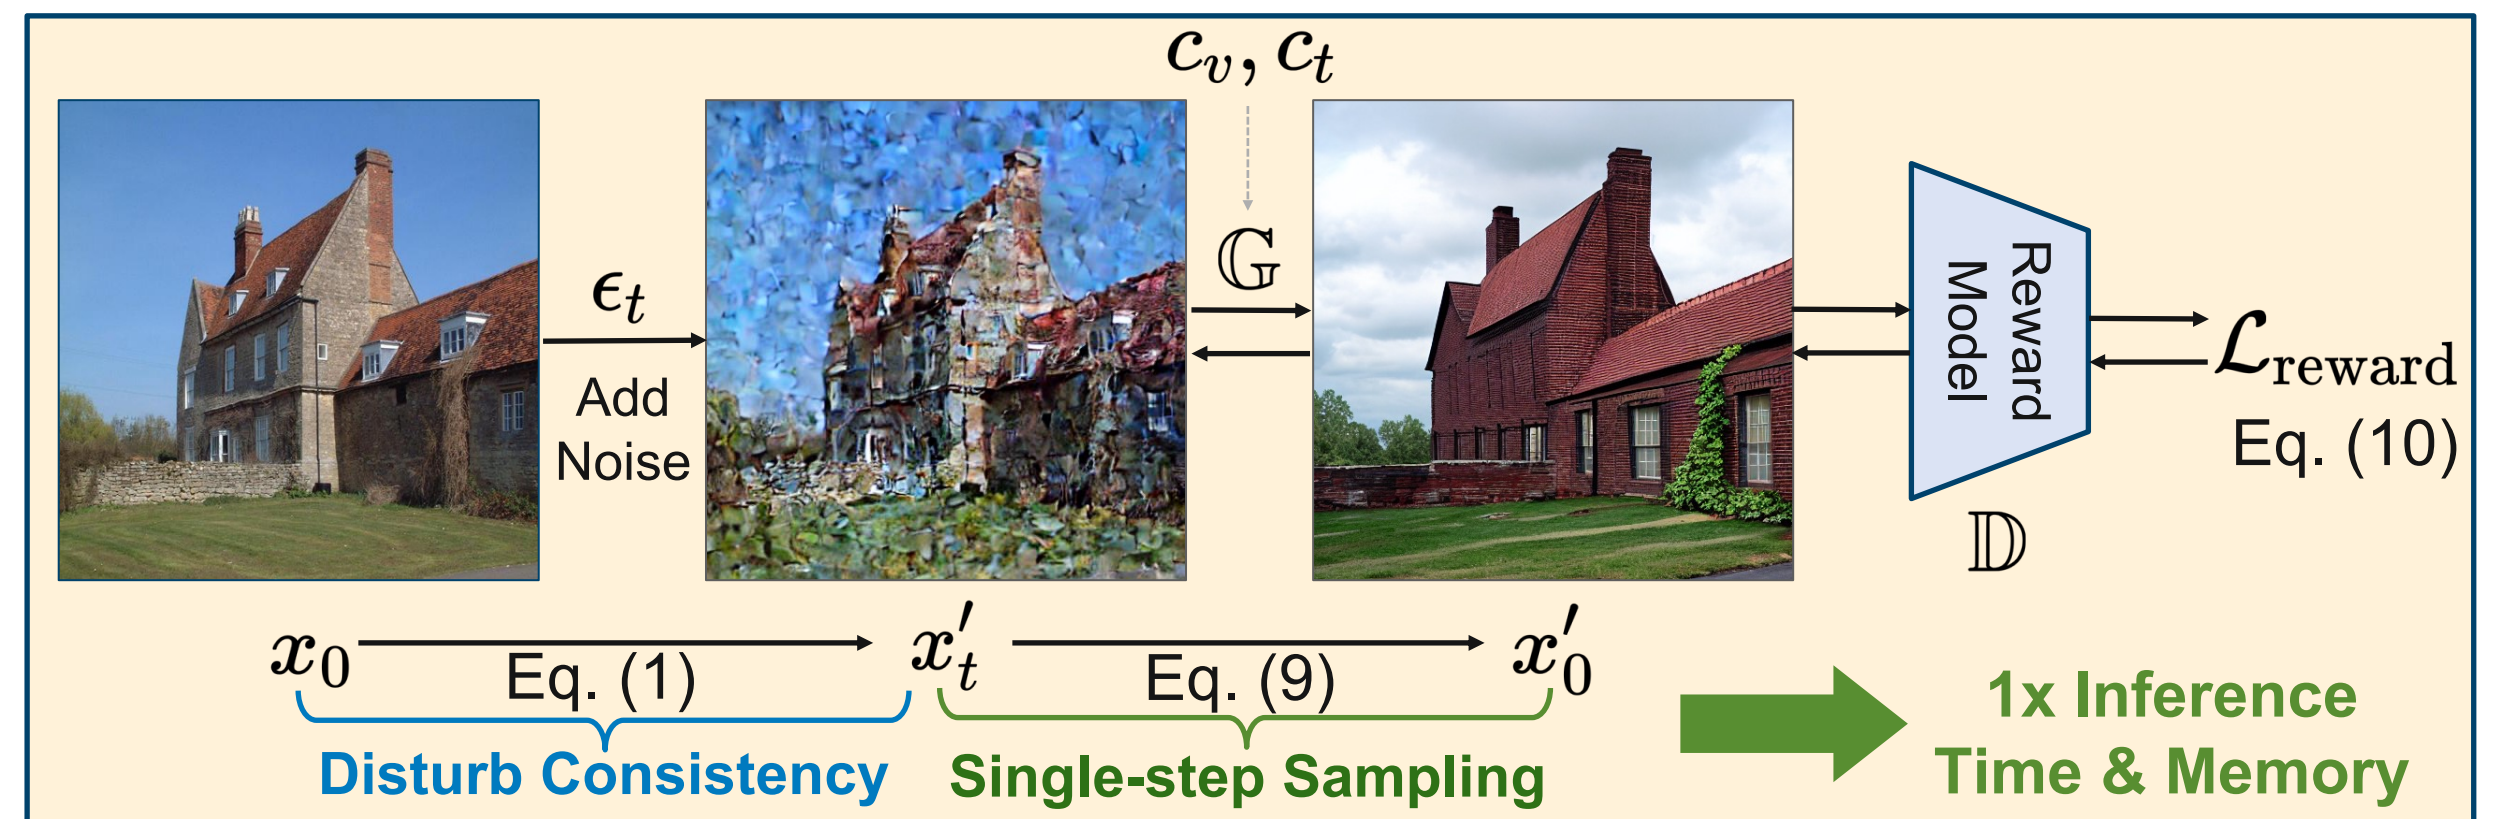 c_v, c_t
ϵ_t
Add
Noise
𝔾
Reward
Model
𝔻
ℒ_reward
Eq. (10)
x_0
Eq. (1)
x'_t
Eq. (9)
x'_0
Disturb Consistency
Single-step Sampling
1x Inference
Time & Memory